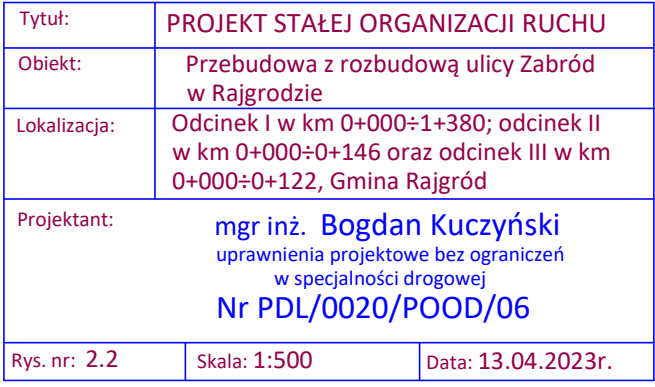 Tytuł: PROJEKT STAŁEJ ORGANIZACJI RUCHU
Obiekt: Przebudowa z rozbudową ulicy Zabród
w Rajgrodzie
Lokalizacja: Odcinek I w km 0+000÷1+380; odcinek II
w km 0+000÷0+146 oraz odcinek III w km
0+000÷0+122, Gmina Rajgród
Projektant: mgr inż. Bogdan Kuczyński
uprawnienia projektowe bez ograniczeń
w specjalności drogowej
Nr PDL/0020/POOD/06
Rys. nr: 2.2 Skala: 1:500 Data: 13.04.2023r.